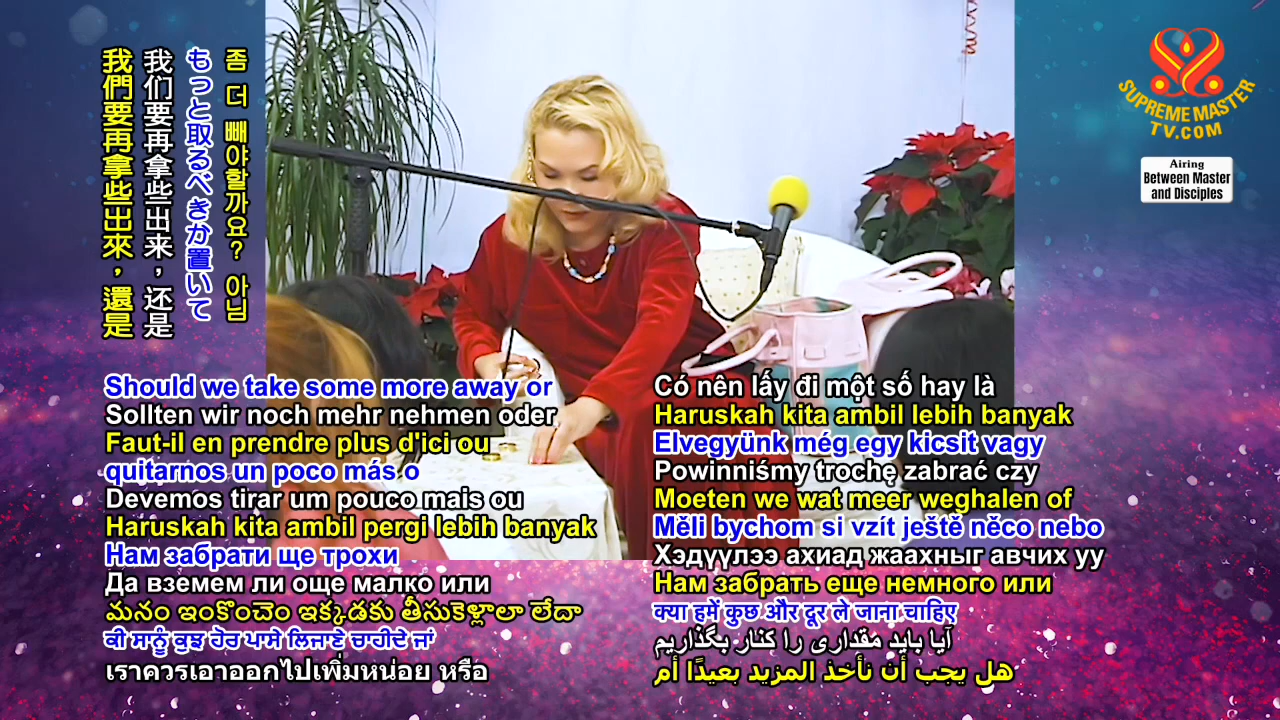 我們要再拿些出來，還是
我们要再拿些出来，还是
もっと取るべきか置いて
좀 더 빼야할까요? 아님
SUPREME MASTER
TV.COM
Airing
Between Master
and Disciples
Should we take some more away or
Sollten wir noch mehr nehmen oder
Faut-il en prendre plus d'ici ou
quitarnos un poco más o
Devemos tirar um pouco mais ou
Haruskah kita ambil pergi lebih banyak
Нам забрати ще трохи
Да вземем ли още малко или
మనం ఇంకొంచెం ఇక్కడకు తీసుకెళ్లాలా లేదా
ਕੀ ਸਾਨੂੰ ਕੁਝ ਹੋਰ ਪਾਸੇ ਲਿਜਾਣੇ ਚਾਹੀਦੇ ਜਾਂ
เราควรเอาออกไปเพิ่มหน่อย หรือ
Có nên lấy đi một số hay là
Haruskah kita ambil lebih banyak
Elvegyünk még egy kicsit vagy
Powinniśmy trochę zabrać czy
Moeten we wat meer weghalen of
Měli bychom si vzít ještě něco nebo
Хэдүүлээ ахиад жаахныг авчих уу
Нам забрать еще немного или
क्या हमें कुछ और दूर ले जाना चाहिए
آیا باید مقداری را کنار بگذاریم
هل يجب أن نأخذ المزيد بعيدًا أم